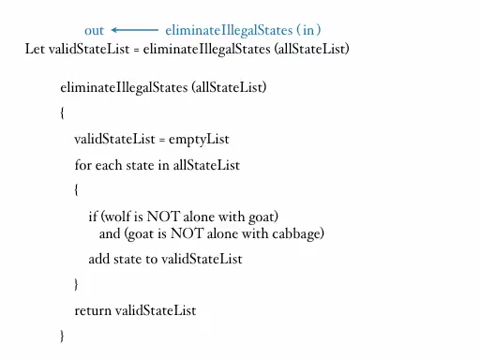 out ← eliminateIllegalStates ( in )
Let validStateList = eliminateIllegalStates (allStateList)
eliminateIllegalStates (allStateList)
{
validStateList = emptyList
for each state in allStateList
{
if (wolf is NOT alone with goat)
and (goat is NOT alone with cabbage)
add state to validStateList
}
return validStateList
}